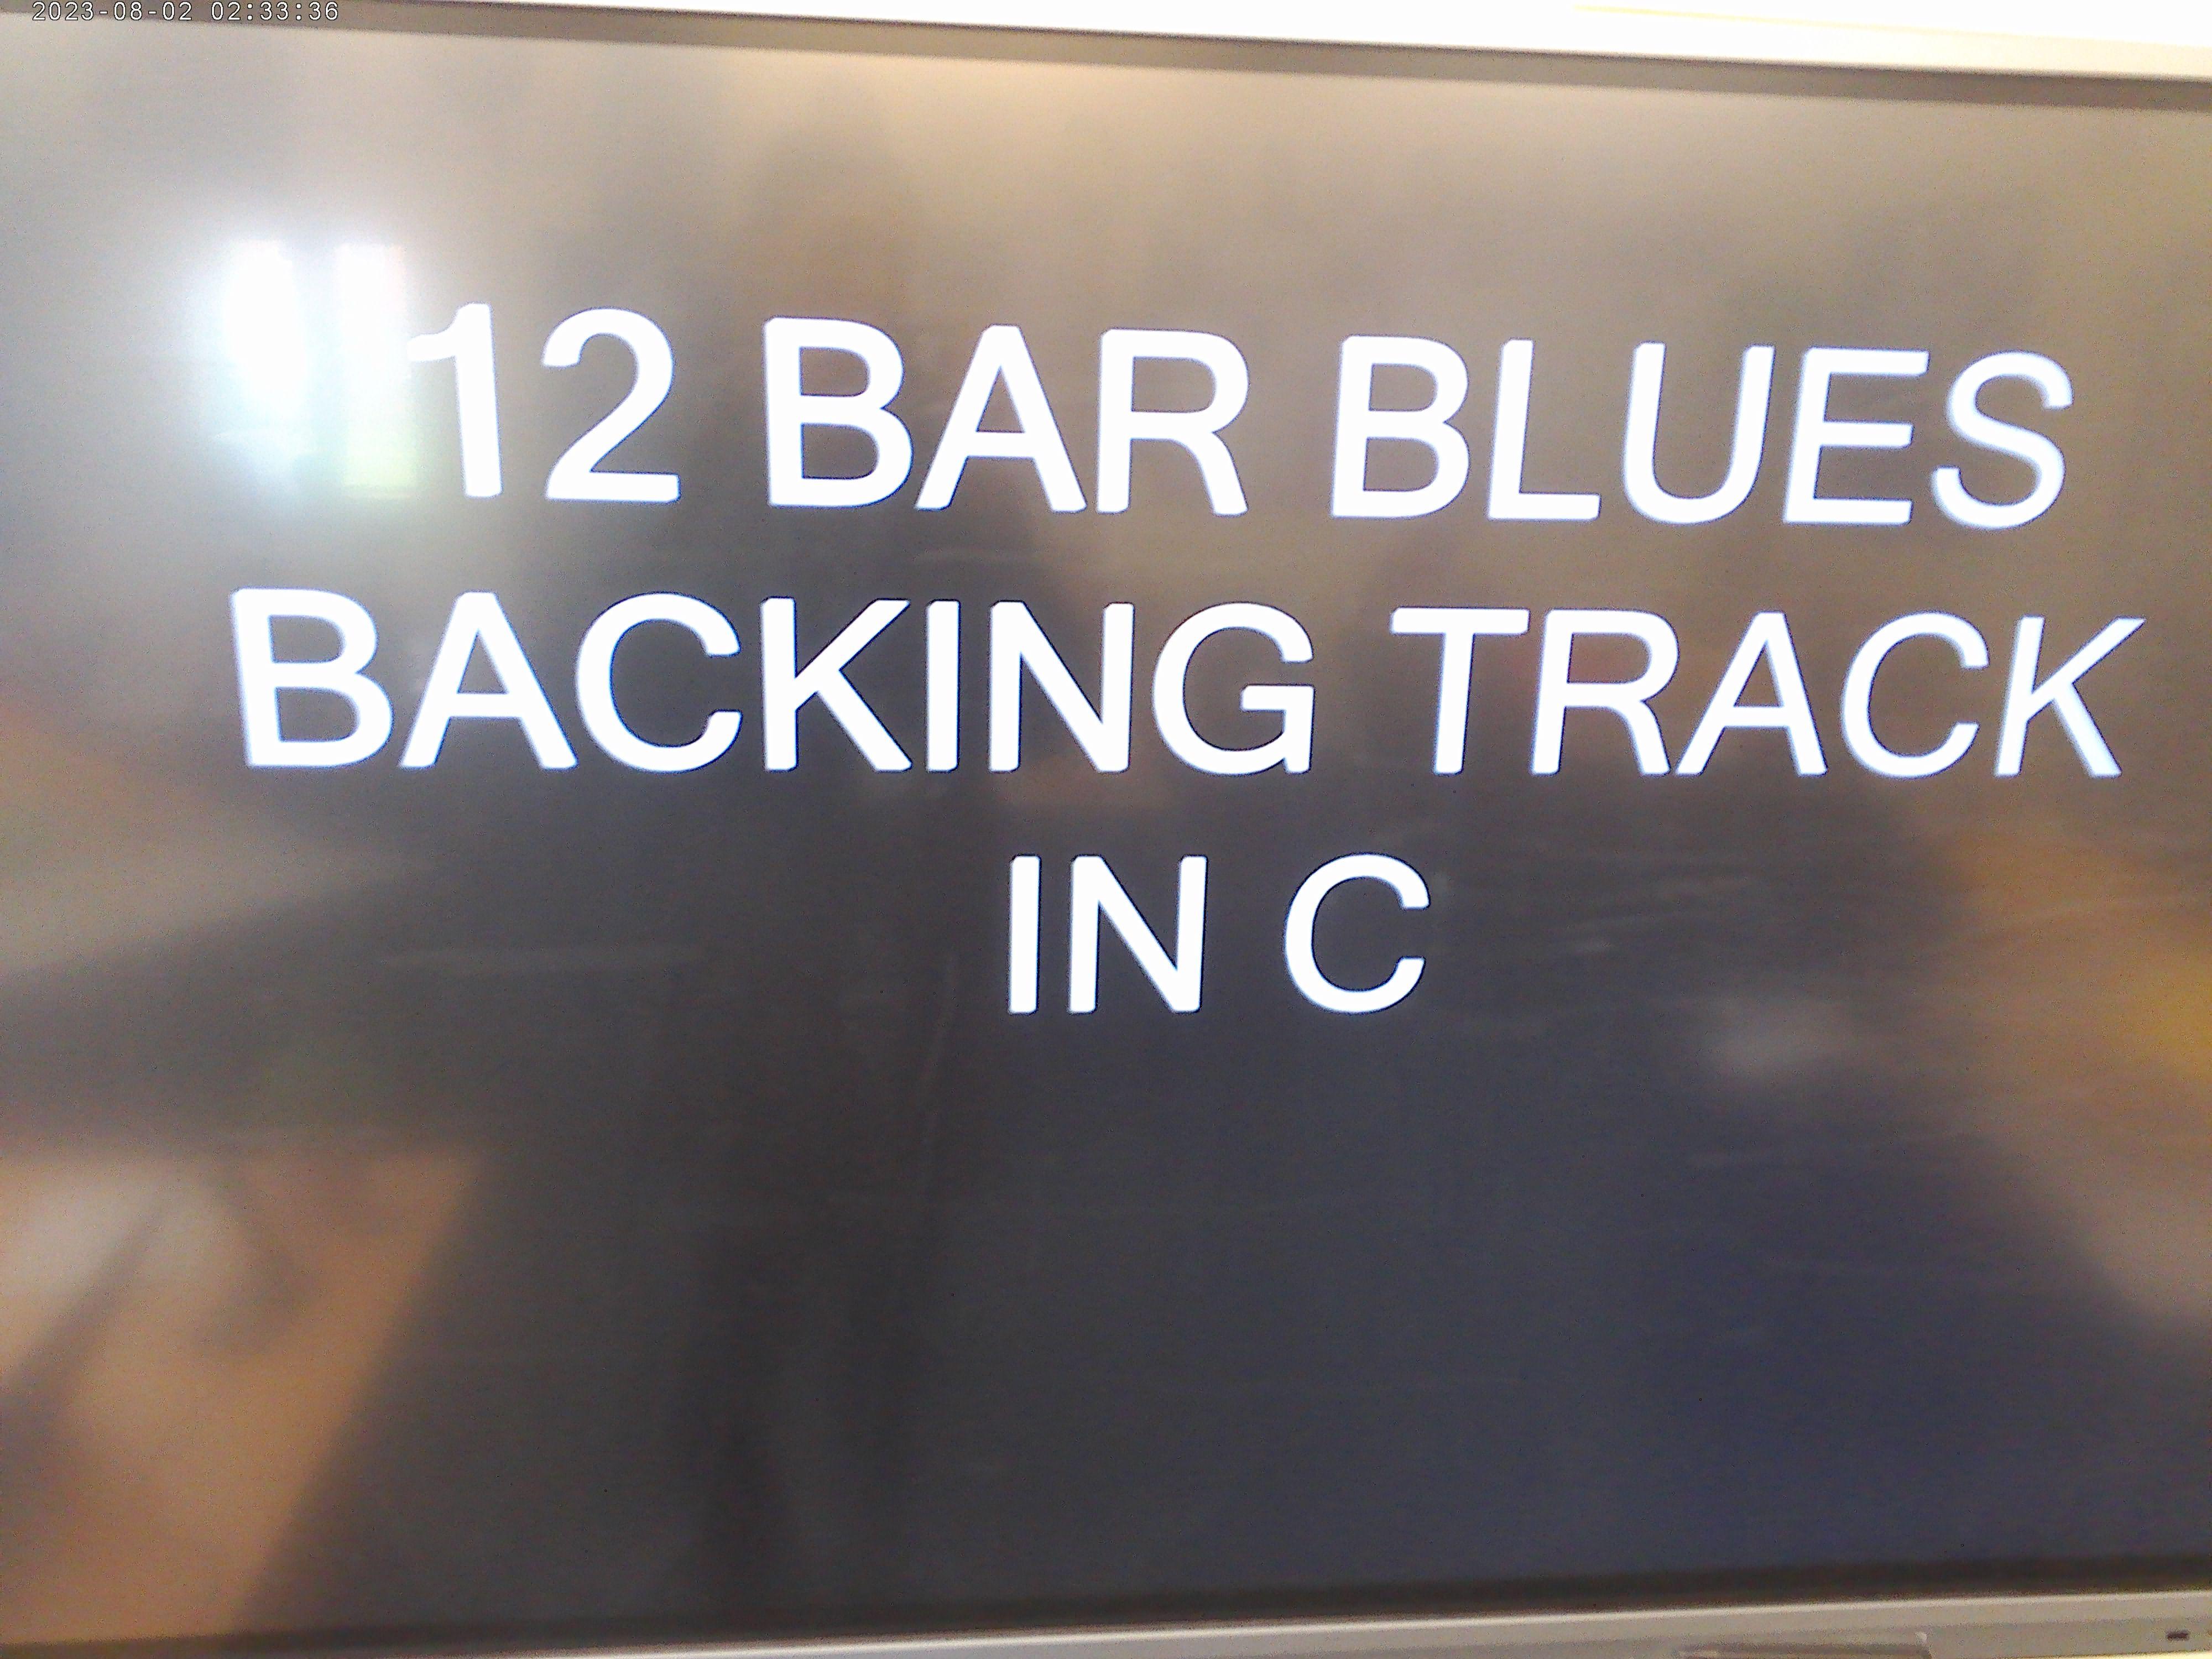 2023-08-02 02:33:36
12 BAR BLUES
BACKING TRACK
IN C